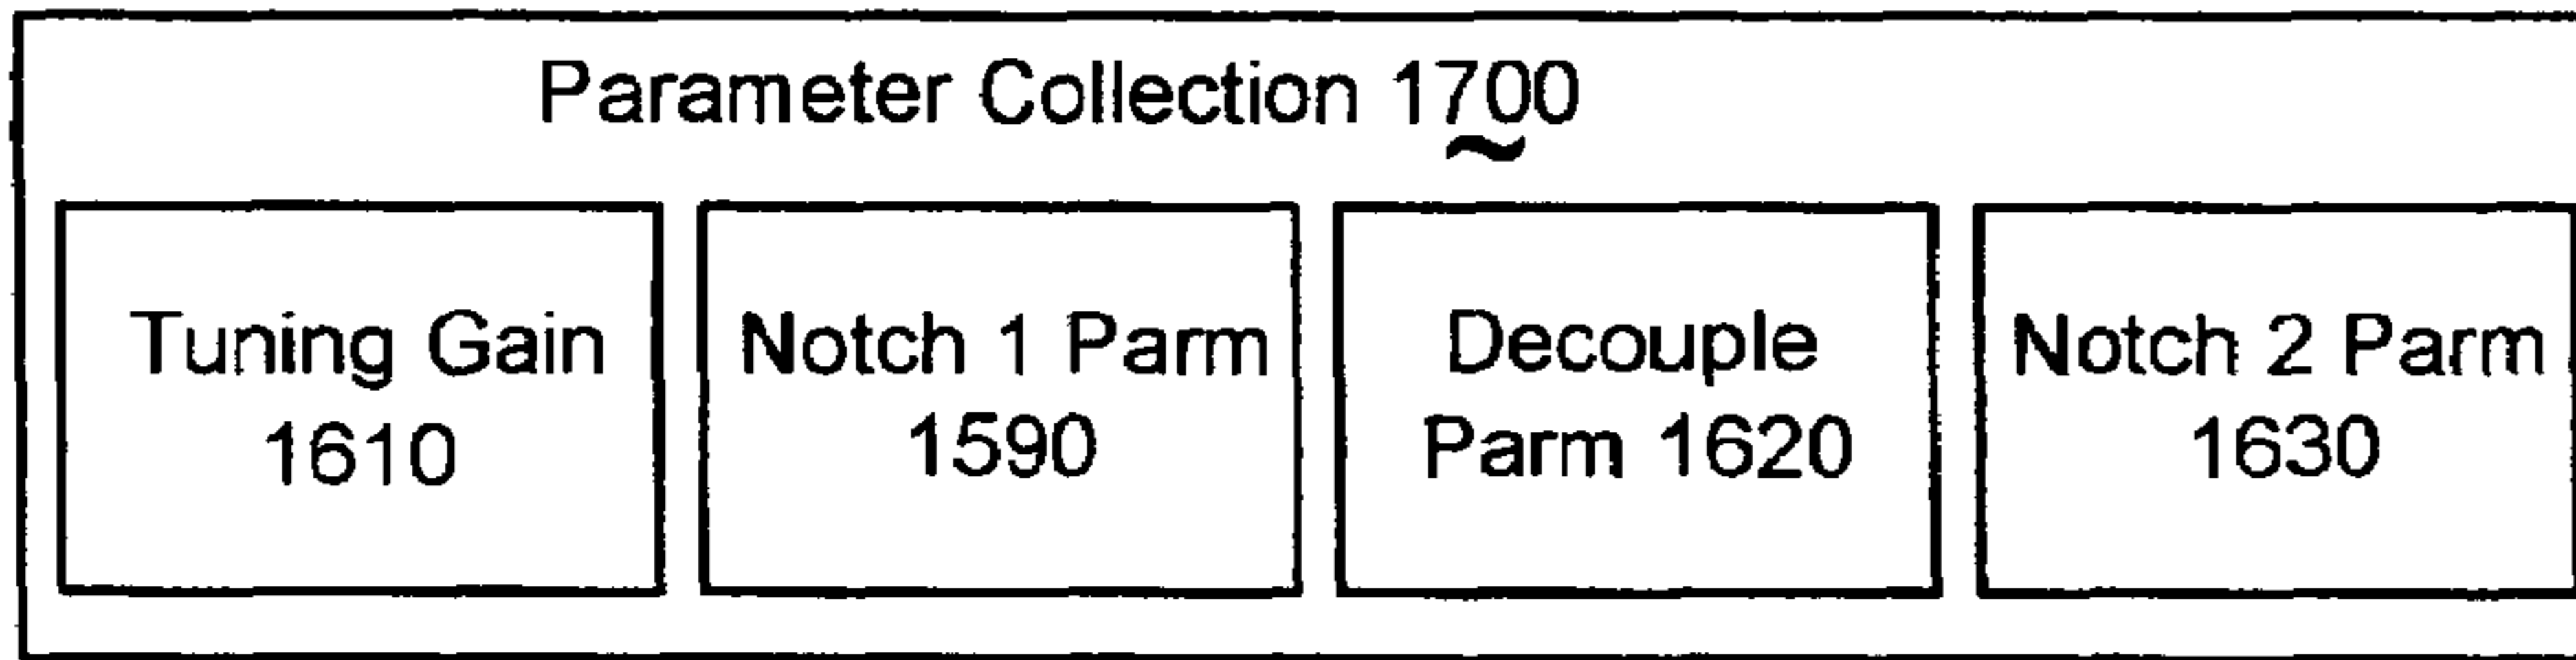 Parameter Collection 1700
Tuning Gain
1610
Notch 1 Parm
1590
Decouple
Parm 1620
Notch 2 Parm
1630